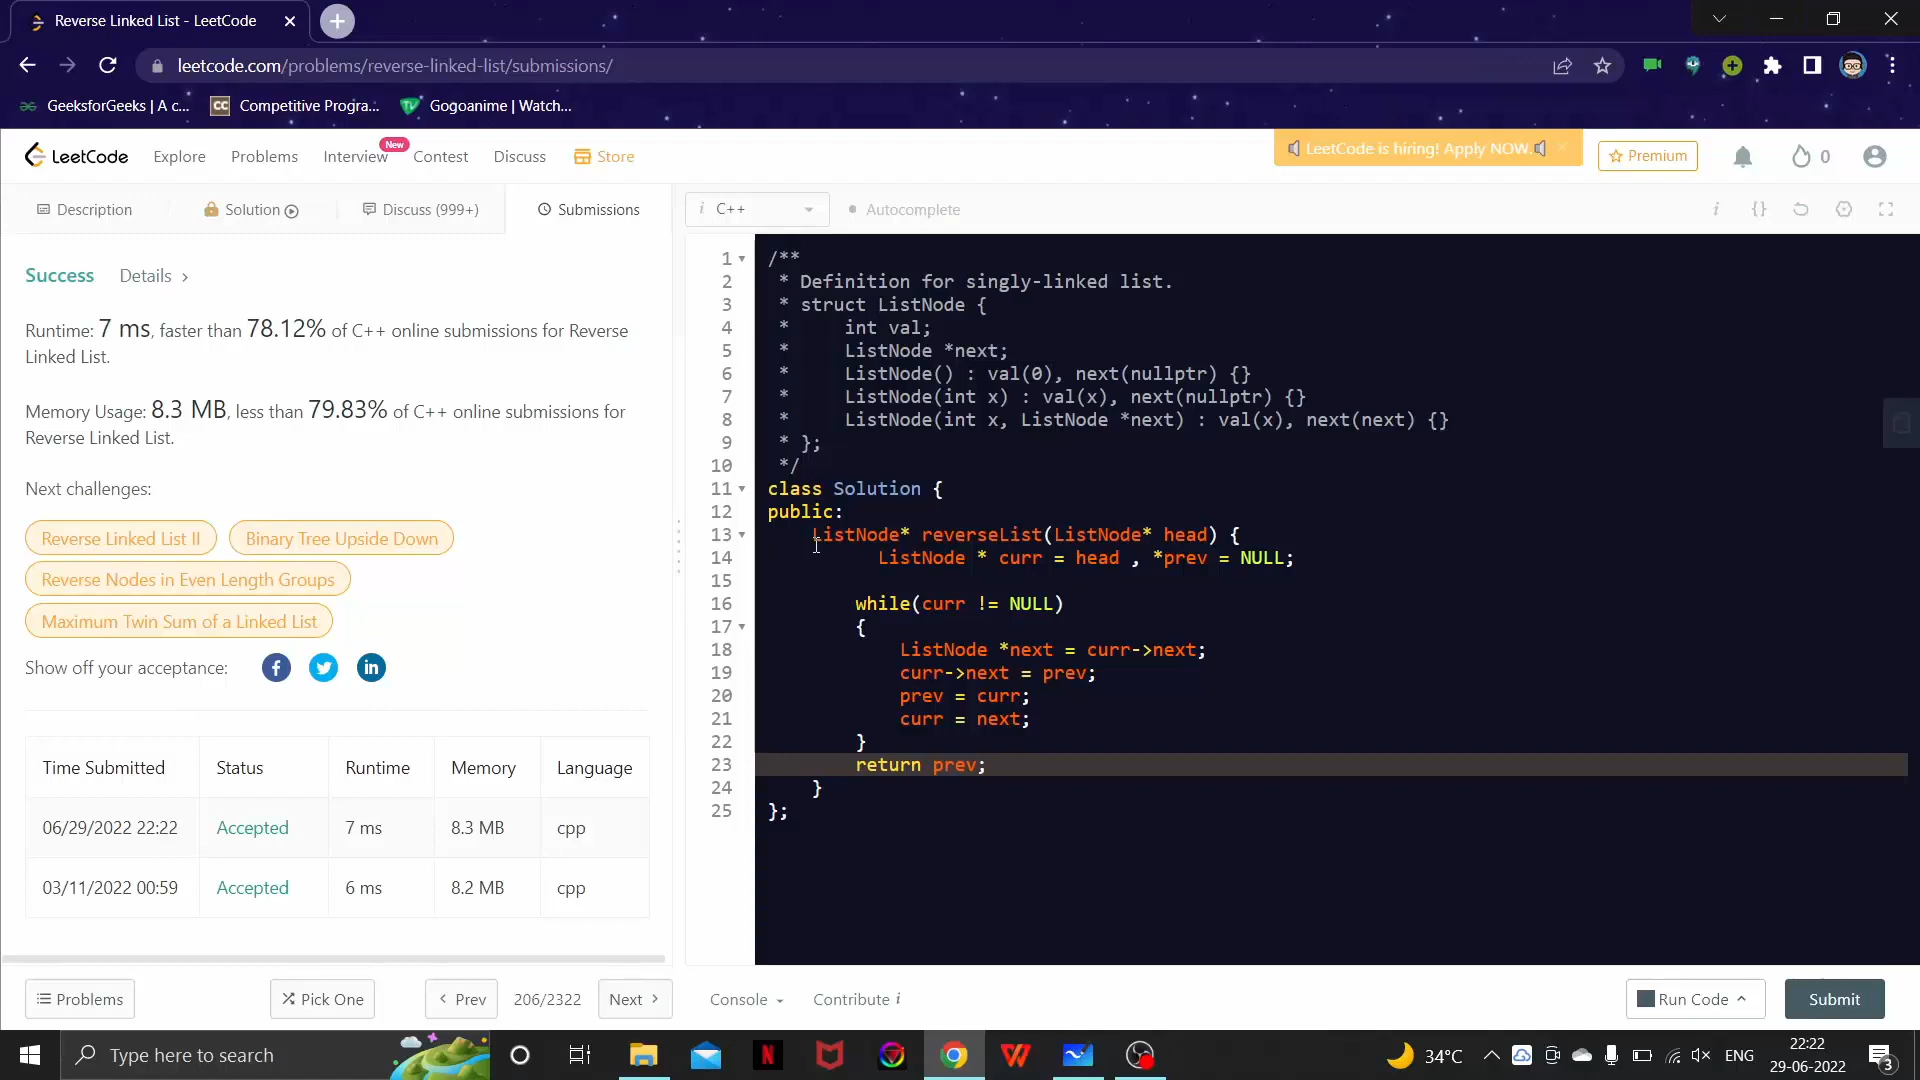 Reverse Linked List - LeetCode
leetcode.com/problems/reverse-linked-list/submissions/
GeeksforGeeks | A c...
CC
Competitive Progra...
Gogoanime | Watch...
LeetCode
Explore
Problems
Interview
New
Contest
Discuss
Store
LeetCode is hiring! Apply NOW.
Premium
0
Description
Solution
Discuss (999+)
Submissions
i C++
Autocomplete
Success
Details >
Runtime: 7 ms, faster than 78.12% of C++ online submissions for Reverse
Linked List.
Memory Usage: 8.3 MB, less than 79.83% of C++ online submissions for
Reverse Linked List.
Next challenges:
Reverse Linked List II
Binary Tree Upside Down
Reverse Nodes in Even Length Groups
Maximum Twin Sum of a Linked List
Show off your acceptance:
Time Submitted Status Runtime Memory Language
06/29/2022 22:22 Accepted 7 ms 8.3 MB cpp
03/11/2022 00:59 Accepted 6 ms 8.2 MB cpp
1 /**
2  * Definition for singly-linked list.
3  * struct ListNode {
4  *     int val;
5  *     ListNode *next;
6  *     ListNode() : val(0), next(nullptr) {}
7  *     ListNode(int x) : val(x), next(nullptr) {}
8  *     ListNode(int x, ListNode *next) : val(x), next(next) {}
9  * };
10  */
11 class Solution {
12 public:
13     ListNode* reverseList(ListNode* head) {
14           ListNode * curr = head , *prev = NULL;
15
16         while(curr != NULL)
17         {
18             ListNode *next = curr->next;
19             curr->next = prev;
20             prev = curr;
21             curr = next;
22         }
23         return prev;
24     }
25 };
Problems
Pick One
< Prev
206/2322
Next >
Console
Contribute i
Run Code ^
Submit
Type here to search
34°C
ENG
22:22
29-06-2022
3